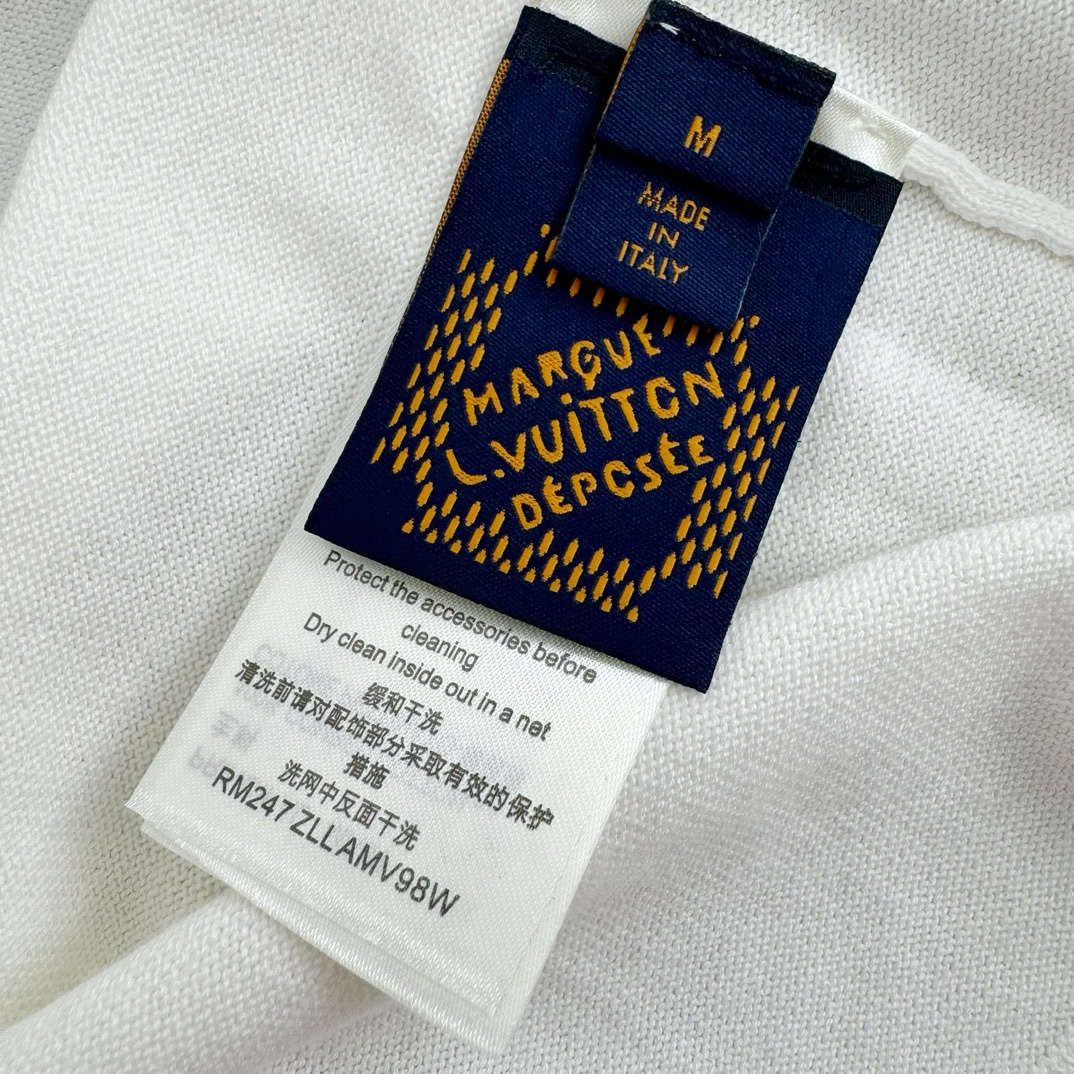 M
MADE
IN
ITALY
MARQUE
L.VUITTON
DÉPOSÉE
Protect the accessories before
cleaning
Dry clean inside out in a net
缓和干洗
清洗前请对配饰部分采取有效的保护
措施
洗网中反面干洗
RM247 ZLL AMV98W